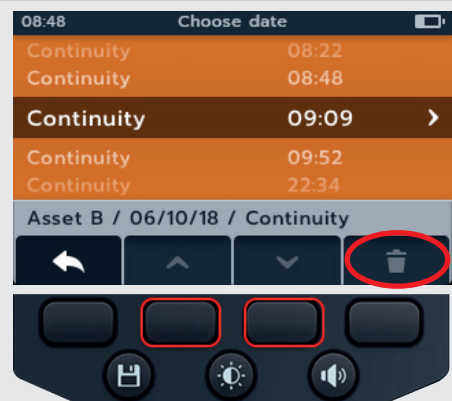 08:48 Choose date
Continuity 08:22
Continuity 08:48
Continuity 09:09
Continuity 09:52
Continuity 22:34
Asset B / 06/10/18 / Continuity